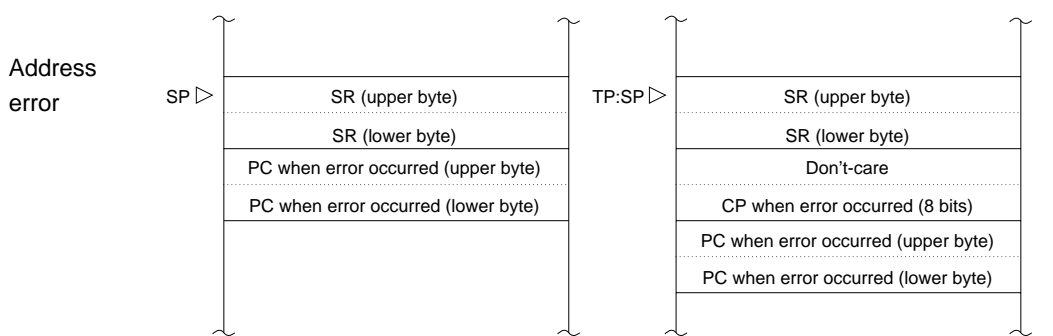 Address
error
SP
SR (upper byte)
SR (lower byte)
PC when error occurred (upper byte)
PC when error occurred (lower byte)
TP:SP
SR (upper byte)
SR (lower byte)
Don't-care
CP when error occurred (8 bits)
PC when error occurred (upper byte)
PC when error occurred (lower byte)